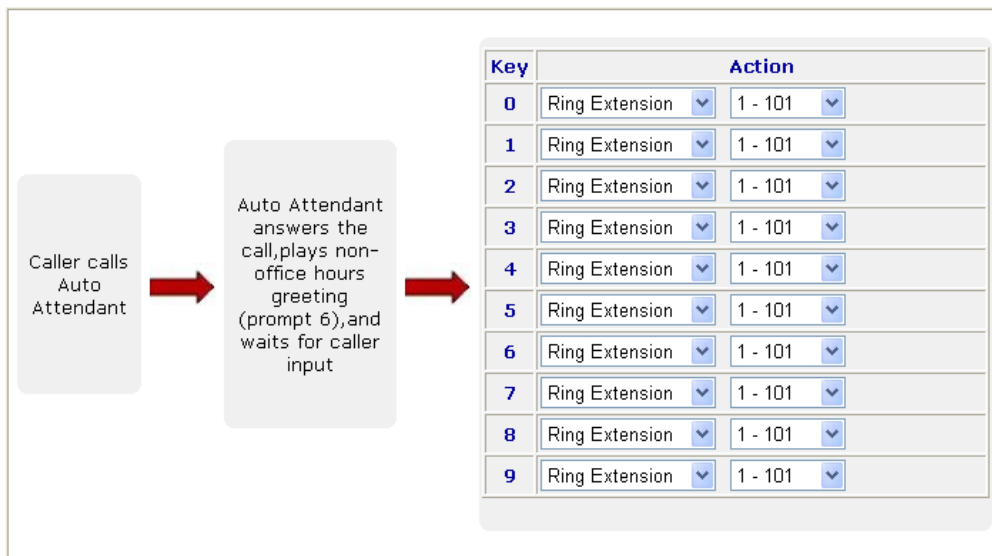 Caller calls
Auto
Attendant
Auto Attendant
answers the
call,plays non-
office hours
greeting
(prompt 6),and
waits for caller
input
Key Action
0 Ring Extension 1 - 101
1 Ring Extension 1 - 101
2 Ring Extension 1 - 101
3 Ring Extension 1 - 101
4 Ring Extension 1 - 101
5 Ring Extension 1 - 101
6 Ring Extension 1 - 101
7 Ring Extension 1 - 101
8 Ring Extension 1 - 101
9 Ring Extension 1 - 101